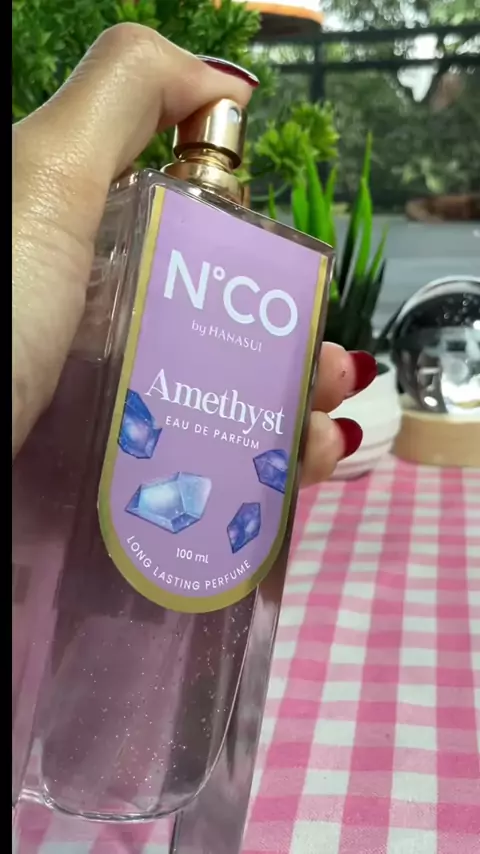 N°CO
by HANASUI
Amethyst
EAU DE PARFUM
100 ml
LONG LASTING PERFUME